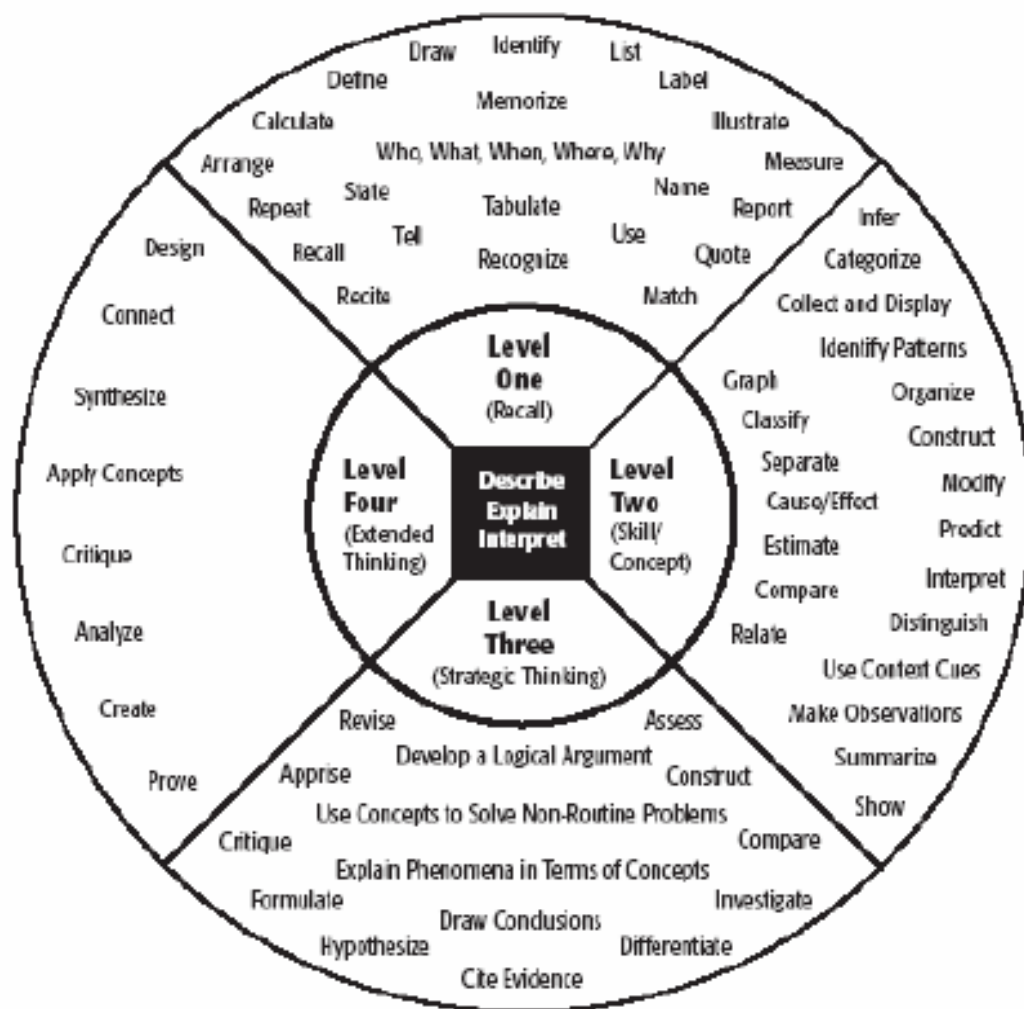 Draw
Identify
List
Define
Label
Memorize
Calculate
Illustrate
Who, What, When, Where, Why
Arrange
Measure
State
Name
Repeat
Tabulate
Report
Tell
Use
Recall
Recognize
Quote
Recite
Match
Level
One
(Recall)
Infer
Categorize
Collect and Display
Identify Patterns
Graph
Organize
Classify
Construct
Separate
Modify
Cause/Effect
Predict
Estimate
Interpret
Compare
Distinguish
Relate
Use Context Cues
Make Observations
Summarize
Show
Level
Two
(Skill/
Concept)
Describe
Explain
Interpret
Level
Four
(Extended
Thinking)
Design
Connect
Synthesize
Apply Concepts
Critique
Analyze
Create
Prove
Level
Three
(Strategic Thinking)
Revise
Assess
Develop a Logical Argument
Apprise
Construct
Use Concepts to Solve Non-Routine Problems
Critique
Compare
Explain Phenomena in Terms of Concepts
Formulate
Investigate
Draw Conclusions
Hypothesize
Differentiate
Cite Evidence